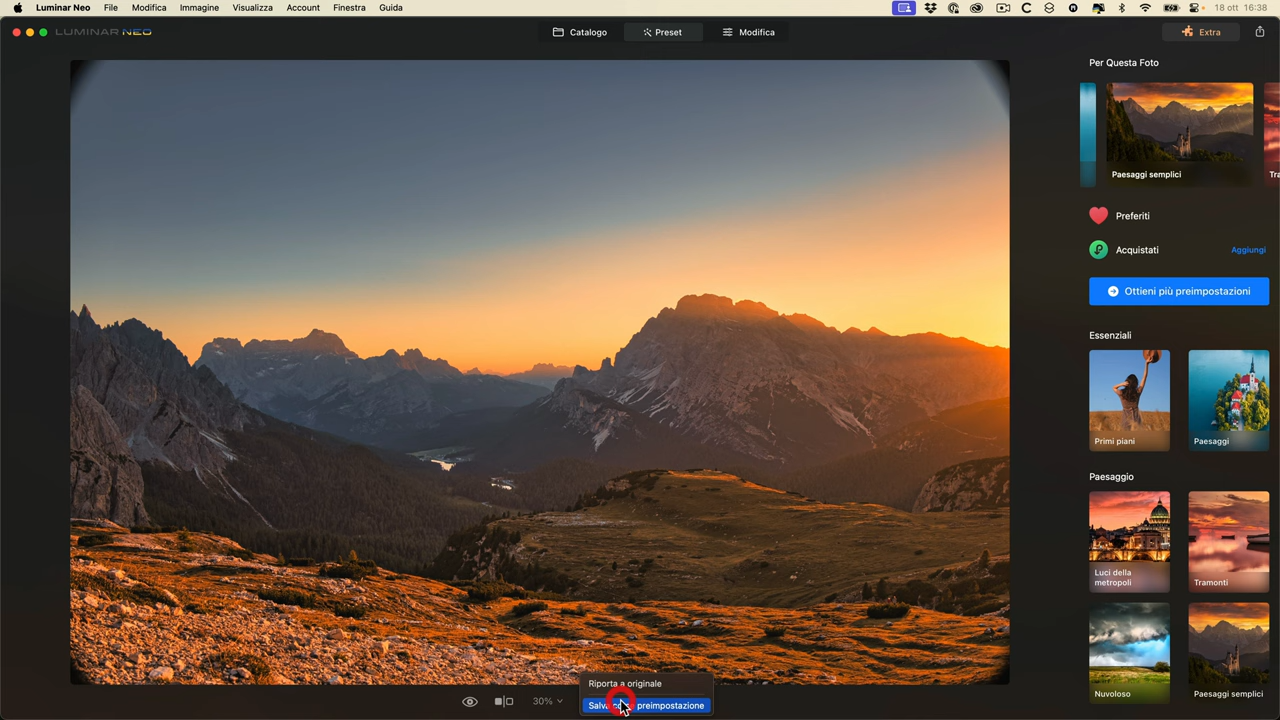 Luminar Neo File Modifica Immagine Visualizza Account Finestra Guida 18 ott 16:38
LUMINAR NEO Catalogo Preset Modifica Extra
Per Questa Foto
Paesaggi semplici Tra
Preferiti
Acquistati Aggiungi
Ottieni più preimpostazioni
Essenziali
Primi piani Paesaggi
Paesaggio
Luci della
metropoli Tramonti
Nuvoloso Paesaggi semplici
Riporta a originale
30%
preimpostazione